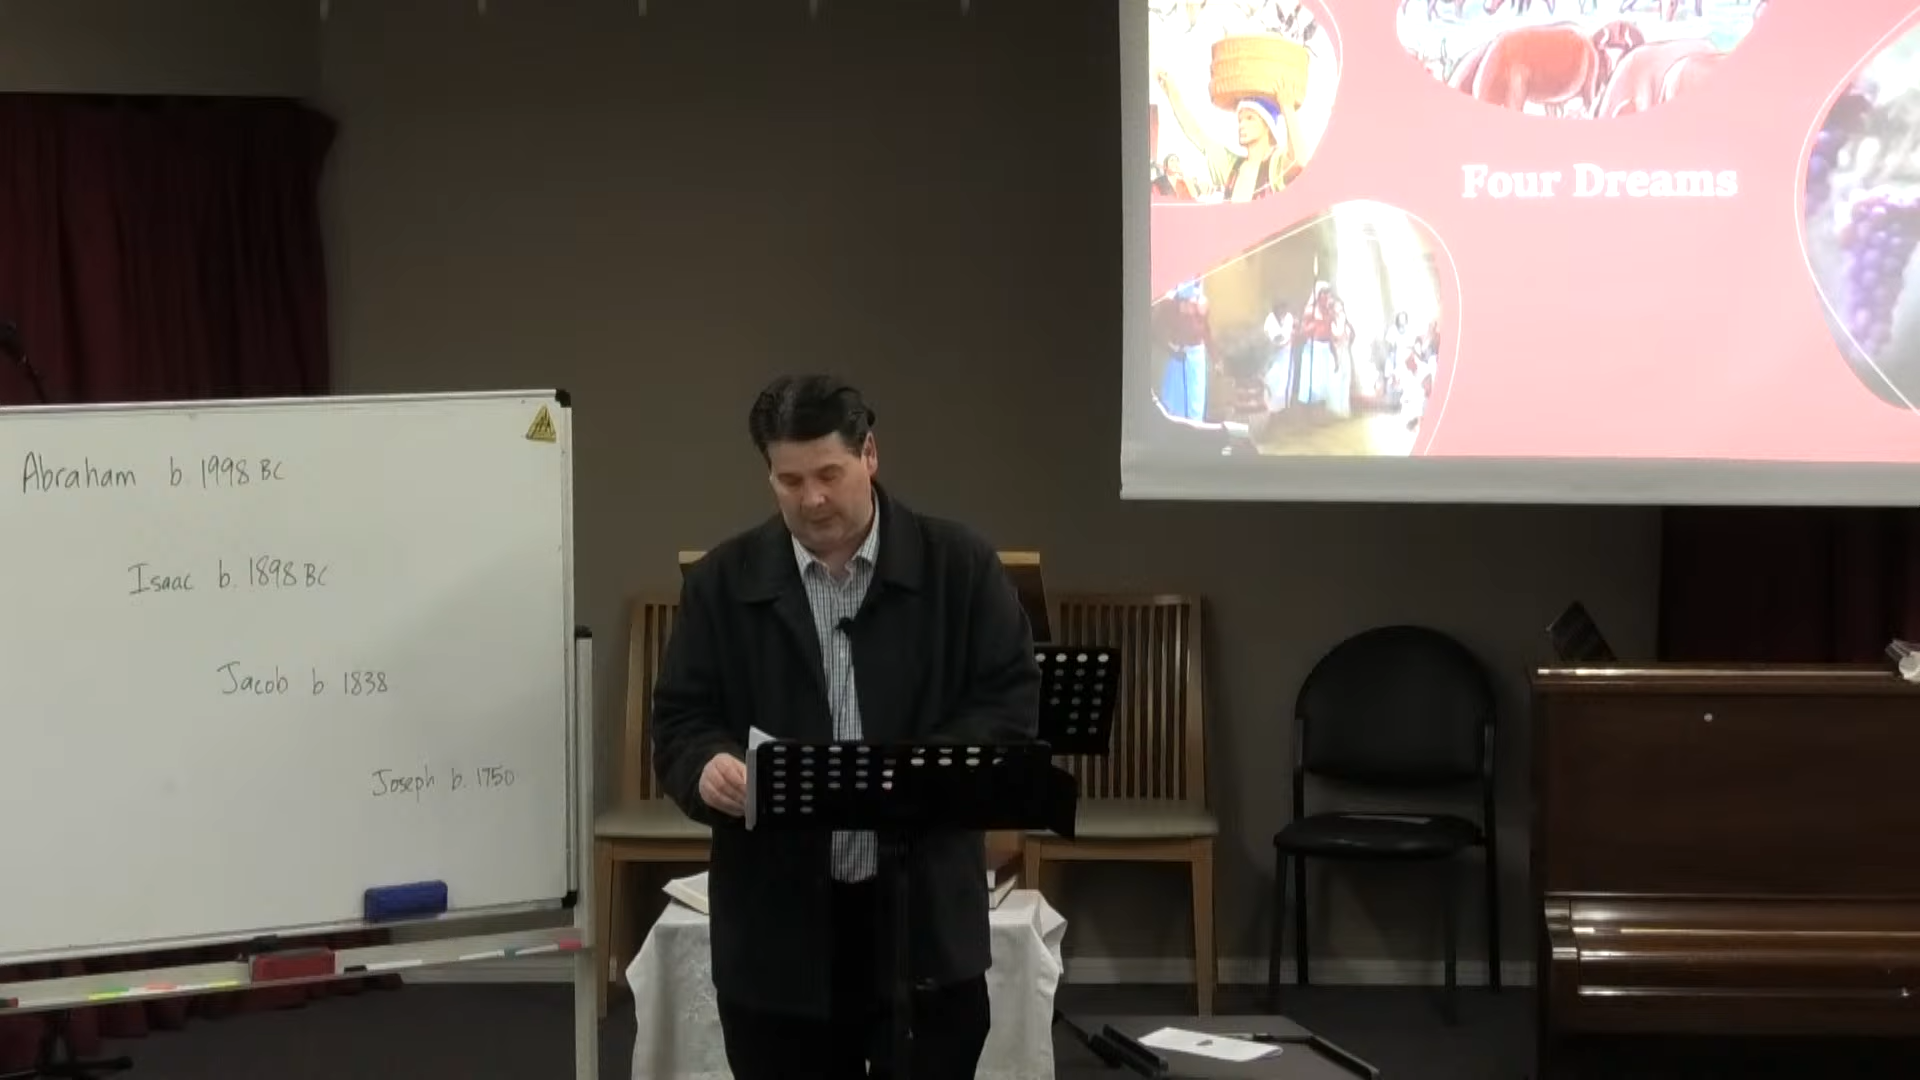 Abraham b. 1998 BC
Isaac b. 1898 BC
Jacob b 1838
Joseph b. 1750
Four Dreams